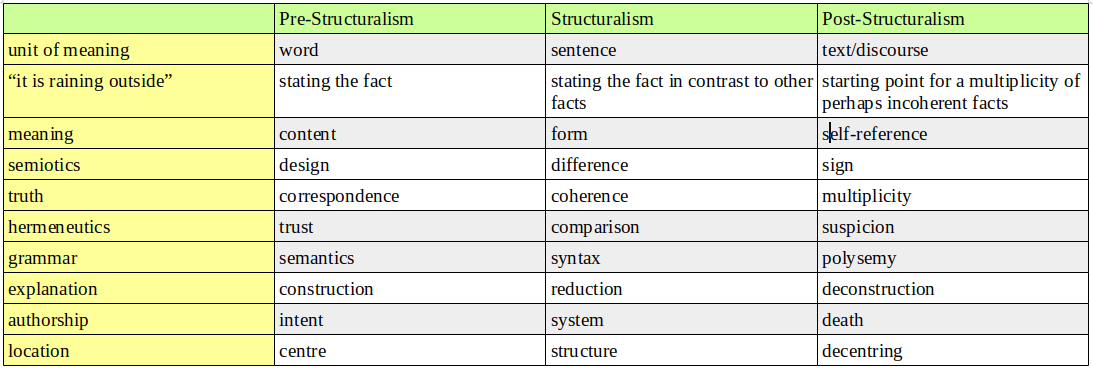 Pre-Structuralism Structuralism Post-Structuralism
unit of meaning word sentence text/discourse
“it is raining outside” stating the fact stating the fact in contrast to other starting point for a multiplicity of
facts perhaps incoherent facts
meaning content form self-reference
semiotics design difference sign
truth correspondence coherence multiplicity
hermeneutics trust comparison suspicion
grammar semantics syntax polysemy
explanation construction reduction deconstruction
authorship intent system death
location centre structure decentring